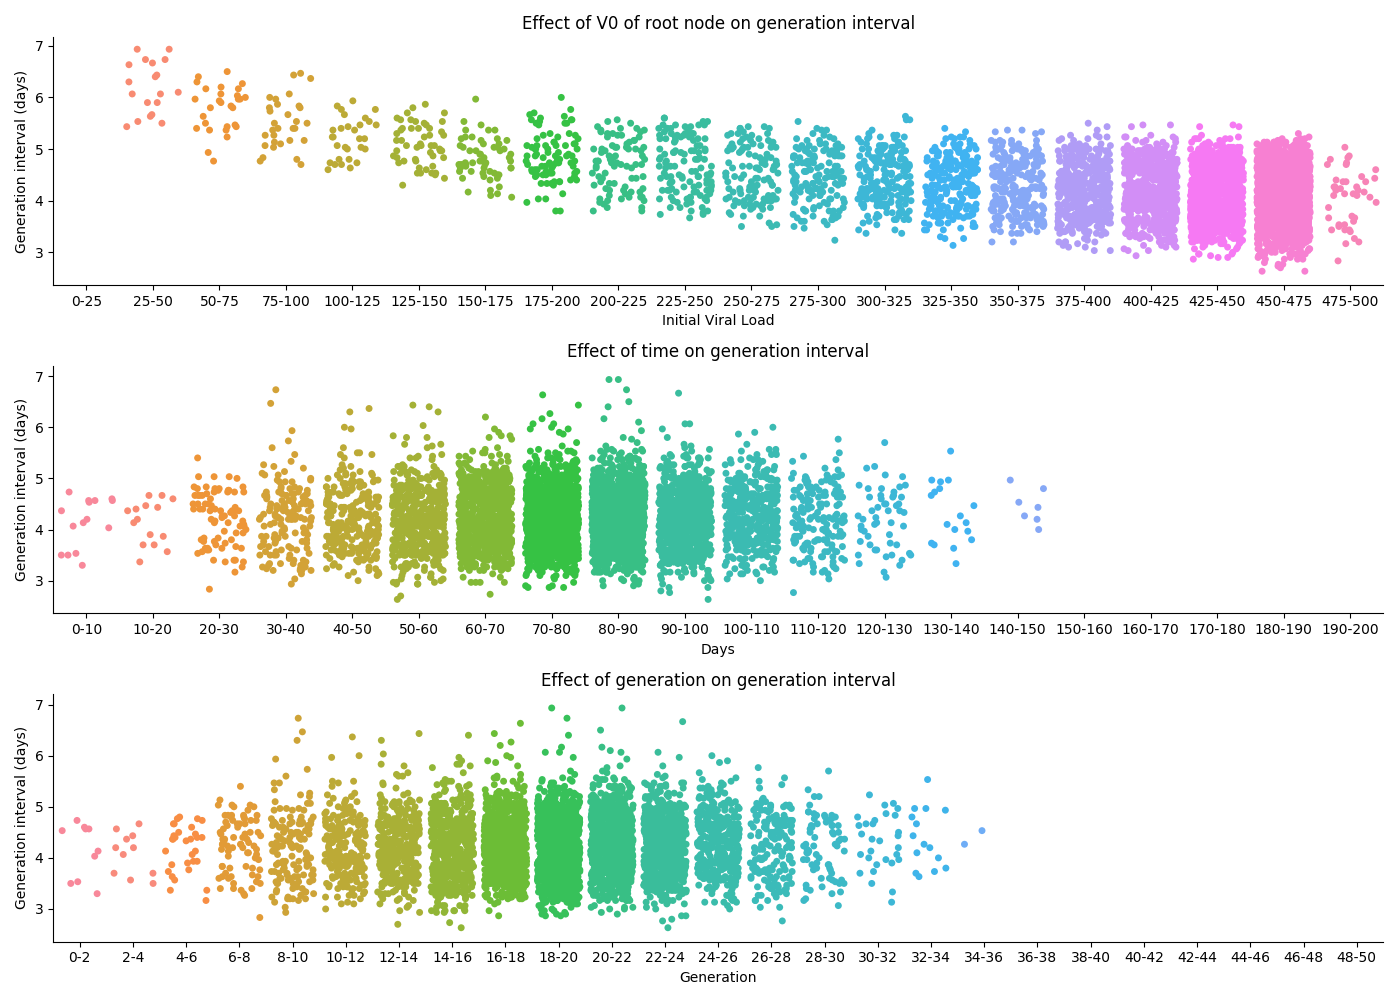 Effect of V0 of root node on generation interval
Generation interval (days)
7
6
5
4
3
0-25 25-50 50-75 75-100 100-125 125-150 150-175 175-200 200-225 225-250 250-275 275-300 300-325 325-350 350-375 375-400 400-425 425-450 450-475 475-500
Initial Viral Load
Effect of time on generation interval
Generation interval (days)
7
6
5
4
3
0-10 10-20 20-30 30-40 40-50 50-60 60-70 70-80 80-90 90-100 100-110 110-120 120-130 130-140 140-150 150-160 160-170 170-180 180-190 190-200
Days
Effect of generation on generation interval
Generation interval (days)
7
6
5
4
3
0-2 2-4 4-6 6-8 8-10 10-12 12-14 14-16 16-18 18-20 20-22 22-24 24-26 26-28 28-30 30-32 32-34 34-36 36-38 38-40 40-42 42-44 44-46 46-48 48-50
Generation